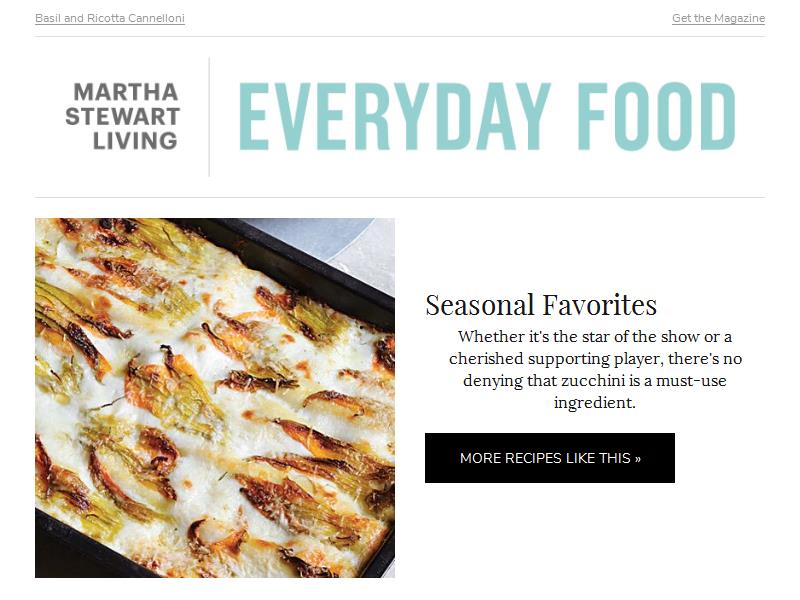 Basil and Ricotta Cannelloni
Get the Magazine
MARTHA
STEWART
LIVING
EVERYDAY FOOD
Seasonal Favorites
Whether it's the star of the show or a
cherished supporting player, there's no
denying that zucchini is a must-use
ingredient.
MORE RECIPES LIKE THIS »